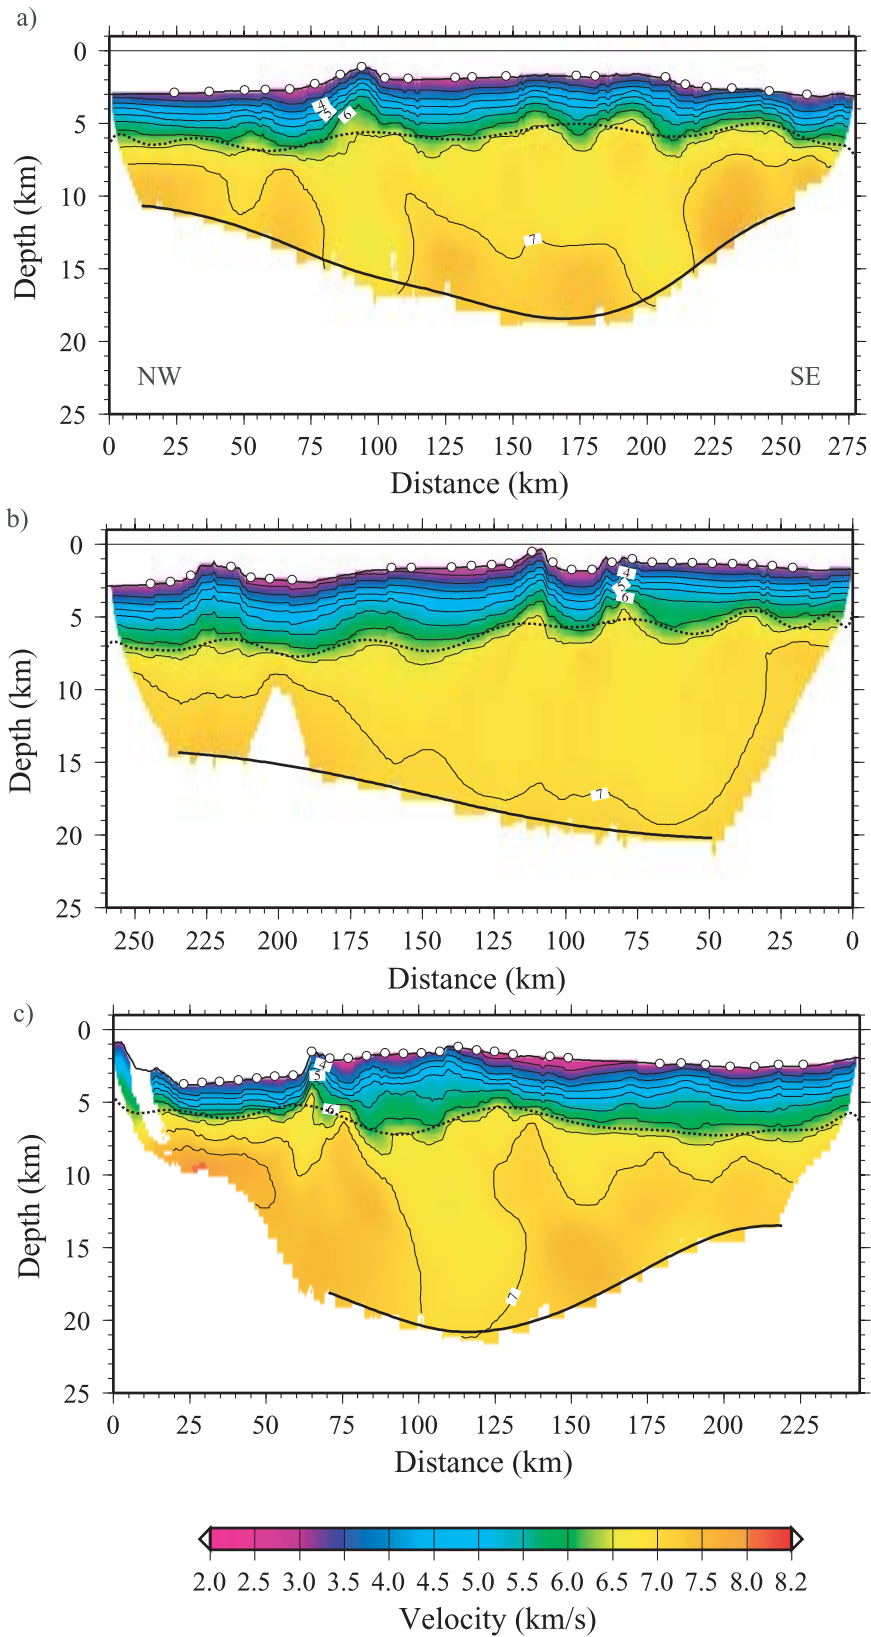 a)
0
5
10
15
20
25
Depth (km)
4
5
6
7
NW SE
0 25 50 75 100 125 150 175 200 225 250 275
Distance (km)
b)
0
5
10
15
20
25
Depth (km)
4
5
6
7
250 225 200 175 150 125 100 75 50 25 0
Distance (km)
c)
0
5
10
15
20
25
Depth (km)
4
5
6
7
0 25 50 75 100 125 150 175 200 225
Distance (km)
2.0 2.5 3.0 3.5 4.0 4.5 5.0 5.5 6.0 6.5 7.0 7.5 8.0 8.2
Velocity (km/s)